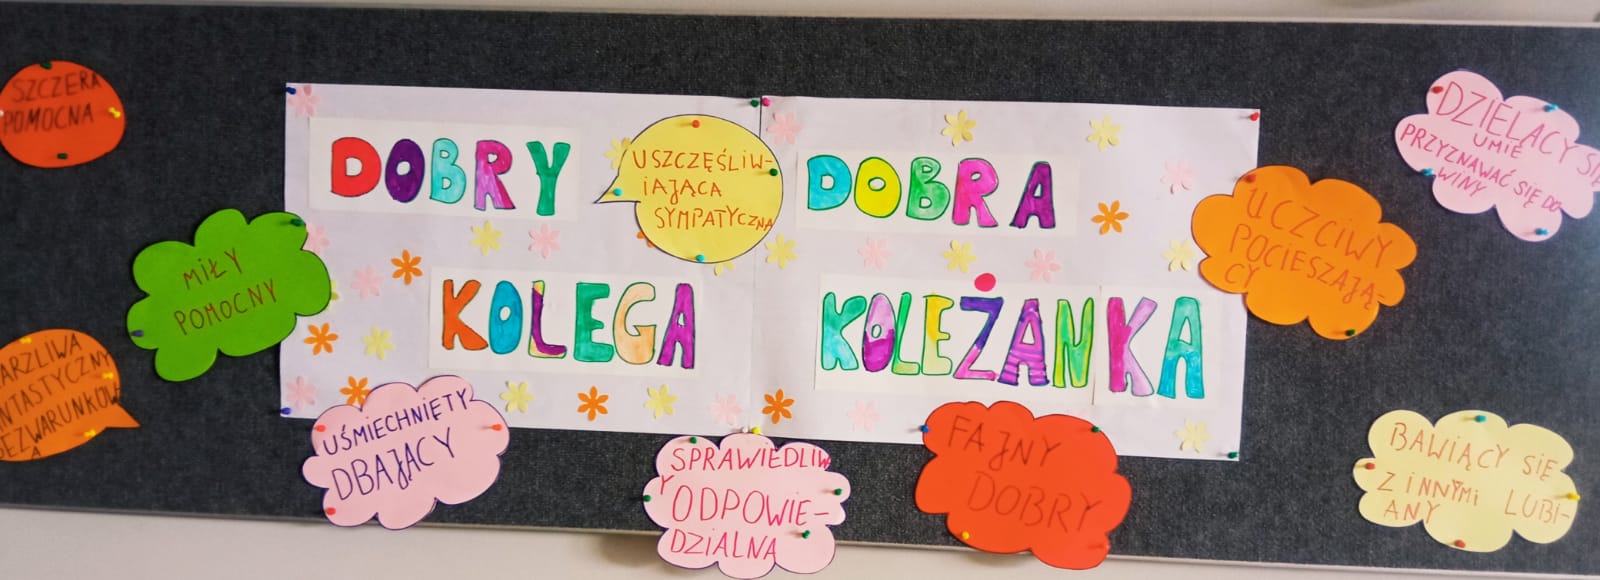 SZCZERA
POMOCNA
DOBRY
KOLEGA
USZCZĘŚLIW-
IAJĄCA
SYMPATYCZNA
DOBRA
KOLEŻANKA
DZIELĄCY SIĘ
UMIE
PRZYZNAWAĆ SIĘ DO
WINY
MIŁY
POMOCNY
UCZCIWY
POCIESZAJĄ-
CY
UŚMIECHNIĘTY
DBAJĄCY
SPRAWIEDLIW
Y ODPOWIE-
DZIALNA
FAJNY
DOBRY
BAWIĄCY SIĘ
Z INNYMI LUBI-
ANY